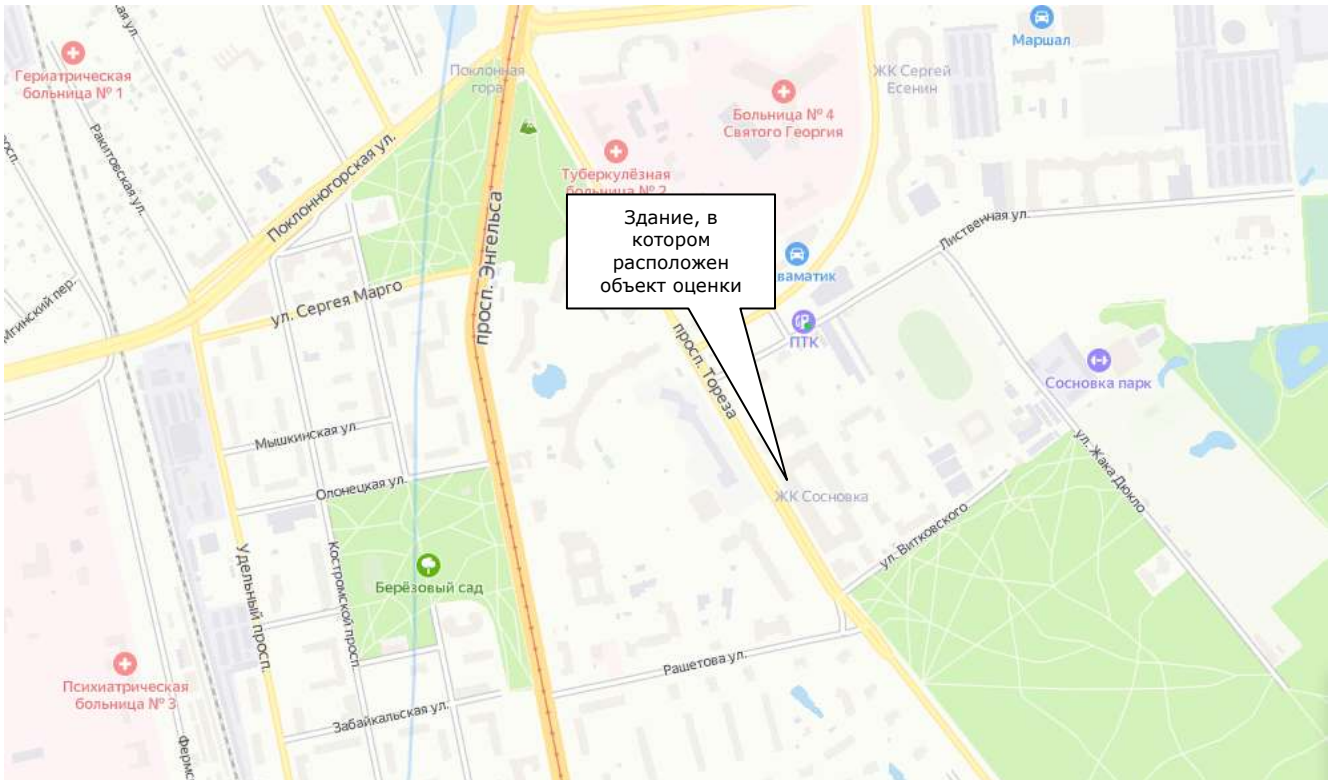 ая ул.
Гериатрическая
больница № 1
Ракитовская ул.
Поклонногорская ул.
Поклонная
гора
Маршал
ЖК Сергей
Есенин
Больница № 4
Святого Георгия
Туберкулёзная
больница № 2
Здание, в
котором
расположен
объект оценки
ваматик
Лиственная ул.
просп. Энгельса
ул. Сергея Марго
Мгинский пер.
ПТК
просп. Тореза
Сосновка парк
Мышкинская ул.
Олонецкая ул.
ЖК Сосновка
ул. Жака Дюкло
ул. Витковского
Удельный просп.
Костромской просп.
Берёзовый сад
Рашетова ул.
Психиатрическая
больница № 3
Забайкальская ул.
Фермс